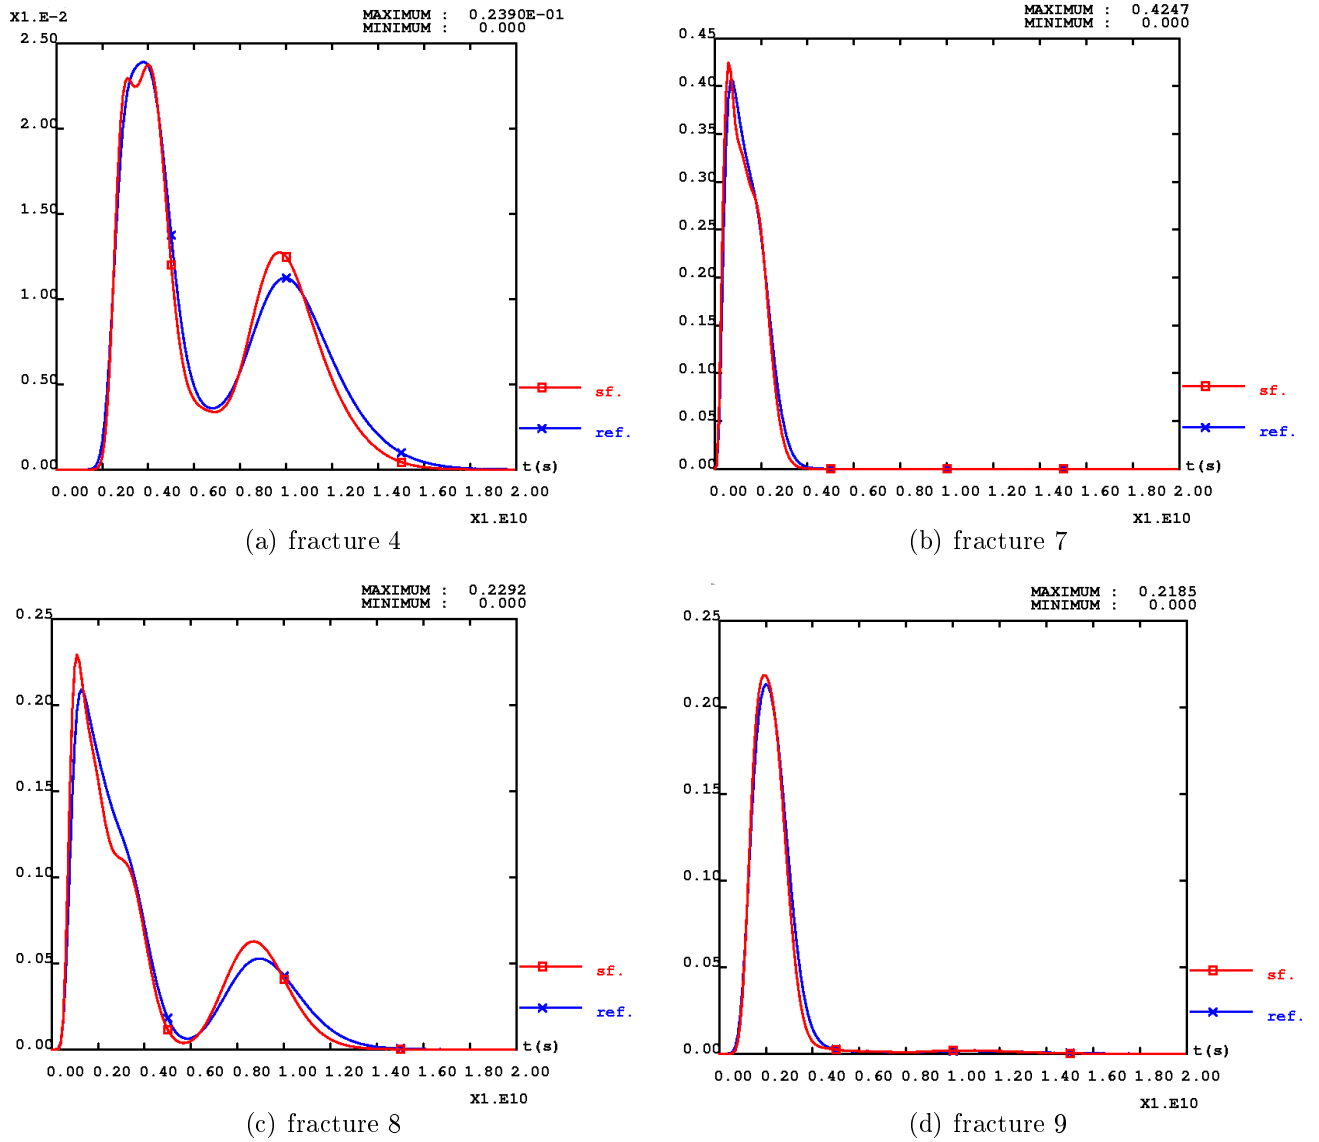 X1.E-2
MAXIMUM : 0.2390E-01
MINIMUM : 0.000
2.50
2.00
1.50
1.00
0.50
0.00
sf.
ref.
t(s)
0.00 0.20 0.40 0.60 0.80 1.00 1.20 1.40 1.60 1.80 2.00
X1.E10
(a) fracture 4
MAXIMUM : 0.4247
MINIMUM : 0.000
0.45
0.40
0.35
0.30
0.25
0.20
0.15
0.10
0.05
0.00
sf.
ref.
t(s)
0.00 0.20 0.40 0.60 0.80 1.00 1.20 1.40 1.60 1.80 2.00
X1.E10
(b) fracture 7
MAXIMUM : 0.2292
MINIMUM : 0.000
0.25
0.20
0.15
0.10
0.05
0.00
sf.
ref.
t(s)
0.00 0.20 0.40 0.60 0.80 1.00 1.20 1.40 1.60 1.80 2.00
X1.E10
(c) fracture 8
MAXIMUM : 0.2185
MINIMUM : 0.000
0.25
0.20
0.15
0.10
0.05
0.00
sf.
ref.
t(s)
0.00 0.20 0.40 0.60 0.80 1.00 1.20 1.40 1.60 1.80 2.00
X1.E10
(d) fracture 9